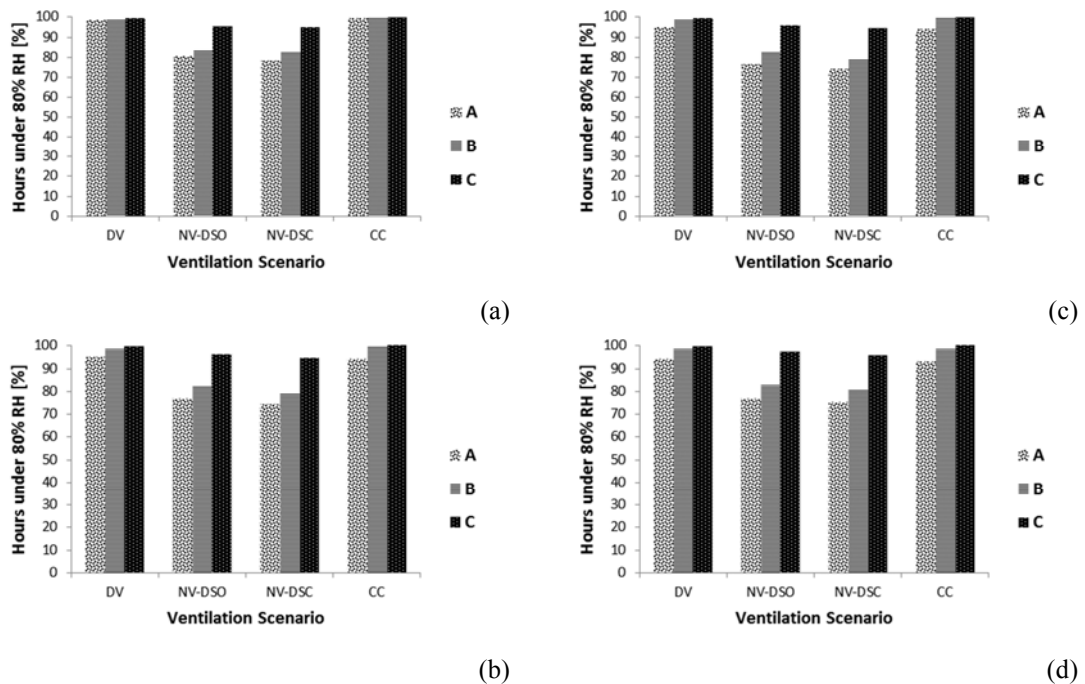 Hours under 80% RH [%]
100
90
80
70
60
50
40
30
20
10
0
DV NV-DSO NV-DSC CC
Ventilation Scenario
A
B
C
(a)
Hours under 80% RH [%]
100
90
80
70
60
50
40
30
20
10
0
DV NV-DSO NV-DSC CC
Ventilation Scenario
A
B
C
(c)
Hours under 80% RH [%]
100
90
80
70
60
50
40
30
20
10
0
DV NV-DSO NV-DSC CC
Ventilation Scenario
A
B
C
(b)
Hours under 80% RH [%]
100
90
80
70
60
50
40
30
20
10
0
DV NV-DSO NV-DSC CC
Ventilation Scenario
A
B
C
(d)